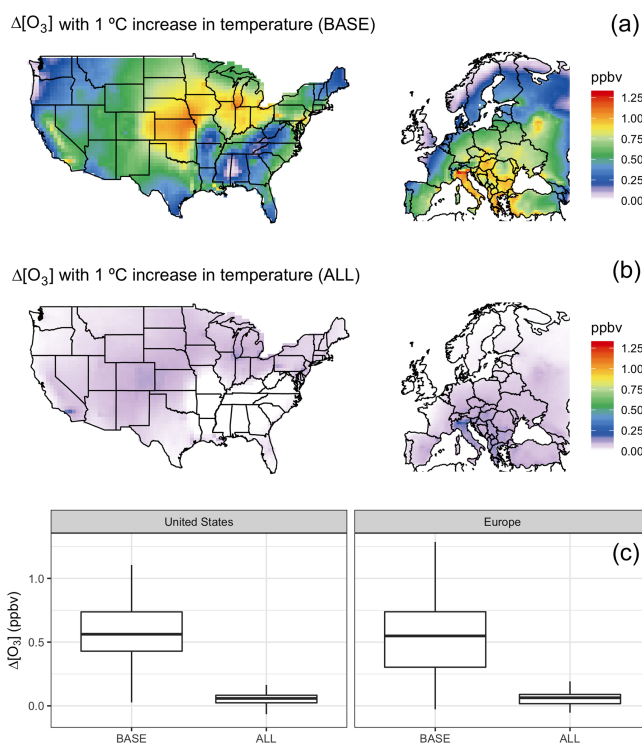 Δ[O₃] with 1 ºC increase in temperature (BASE)
(a)
ppbv
1.25
1.00
0.75
0.50
0.25
0.00
Δ[O₃] with 1 ºC increase in temperature (ALL)
(b)
ppbv
1.25
1.00
0.75
0.50
0.25
0.00
United States
Europe
(c)
Δ[O₃] (ppbv)
1.0
0.5
0.0
BASE
ALL
BASE
ALL